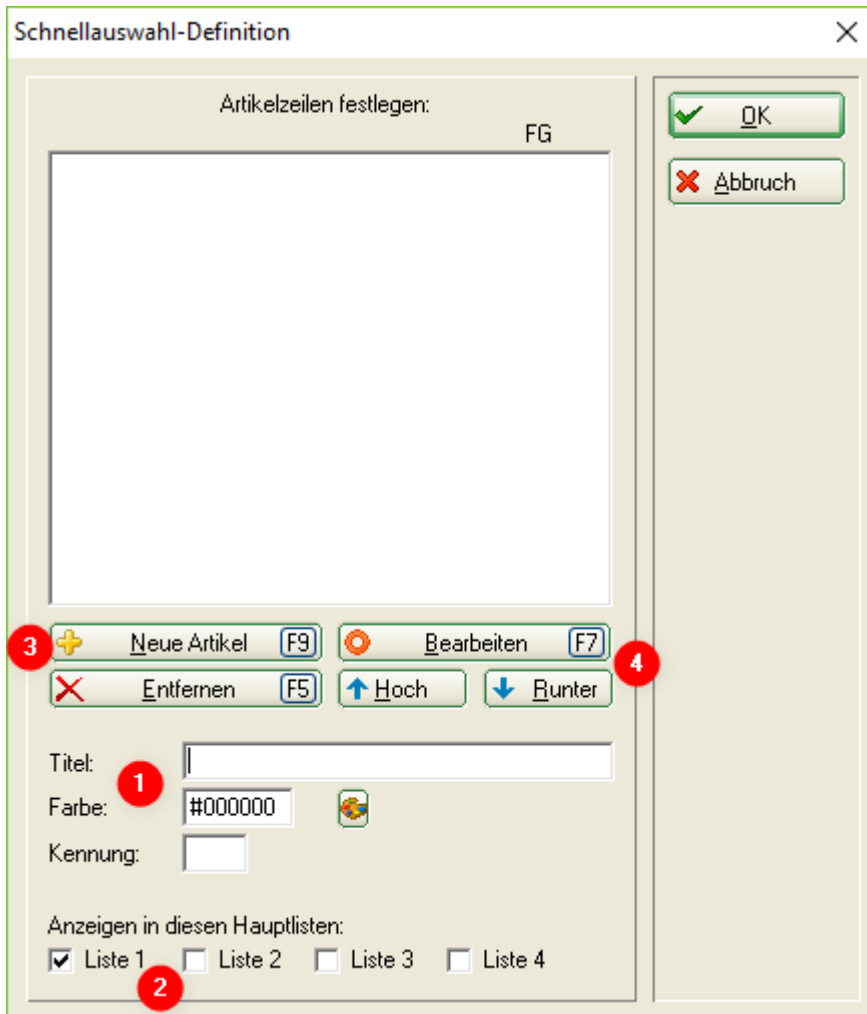 Schnellauswahl-Definition
Artikelzeilen festlegen:
FG
OK
Abbruch
3 Neue Artikel F9 Bearbeiten F7 4
Entfernen F5 Hoch Runter
Titel:
1
Farbe: #000000
Kennung:
Anzeigen in diesen Hauptlisten:
Liste 1 Liste 2 Liste 3 Liste 4
2